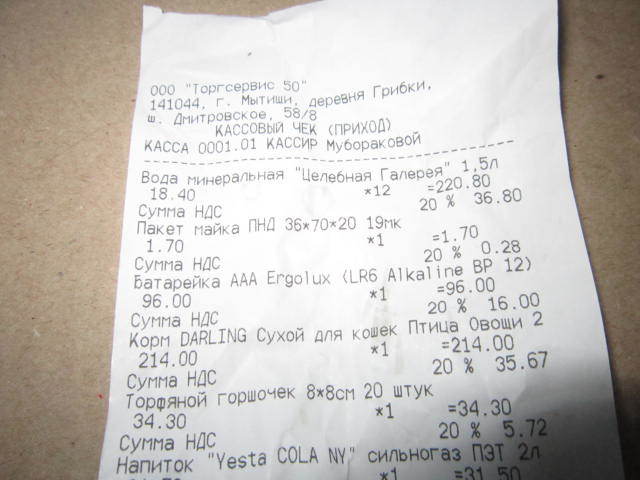 ООО "Торгсервис 50"
141044, г. Мытищи, деревня Грибки,
ш. Дмитровское, 58/8
КАССОВЫЙ ЧЕК (ПРИХОД)
КАССА 0001.01 КАССИР Мубораковой
Вода минеральная "Целебная Галерея" 1,5л
18.40 *12 =220.80
Сумма НДС 20 % 36.80
Пакет майка ПНД 36*70*20 19мк
1.70 *1 =1.70
Сумма НДС 20 % 0.28
Батарейка AAA Ergolux (LR6 Alkaline BP 12)
96.00 *1 =96.00
Сумма НДС 20 % 16.00
Корм DARLING Сухой для кошек Птица Овощи 2
214.00 *1 =214.00
Сумма НДС 20 % 35.67
Торфяной горшочек 8*8см 20 штук
34.30 *1 =34.30
Сумма НДС 20 % 5.72
Напиток "Yesta COLA NY" сильногаз ПЭТ 2л
*1 =31.50